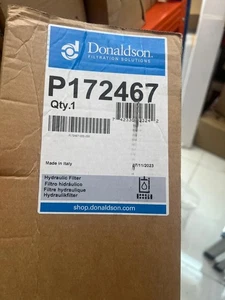 Donaldson.
FILTRATION SOLUTIONS
P172467
Qty.1
Made in Italy
Hydraulic Filter
Filtro hidráulico
Filtre hydraulique
Hydraulikfilter
shop.donaldson.com